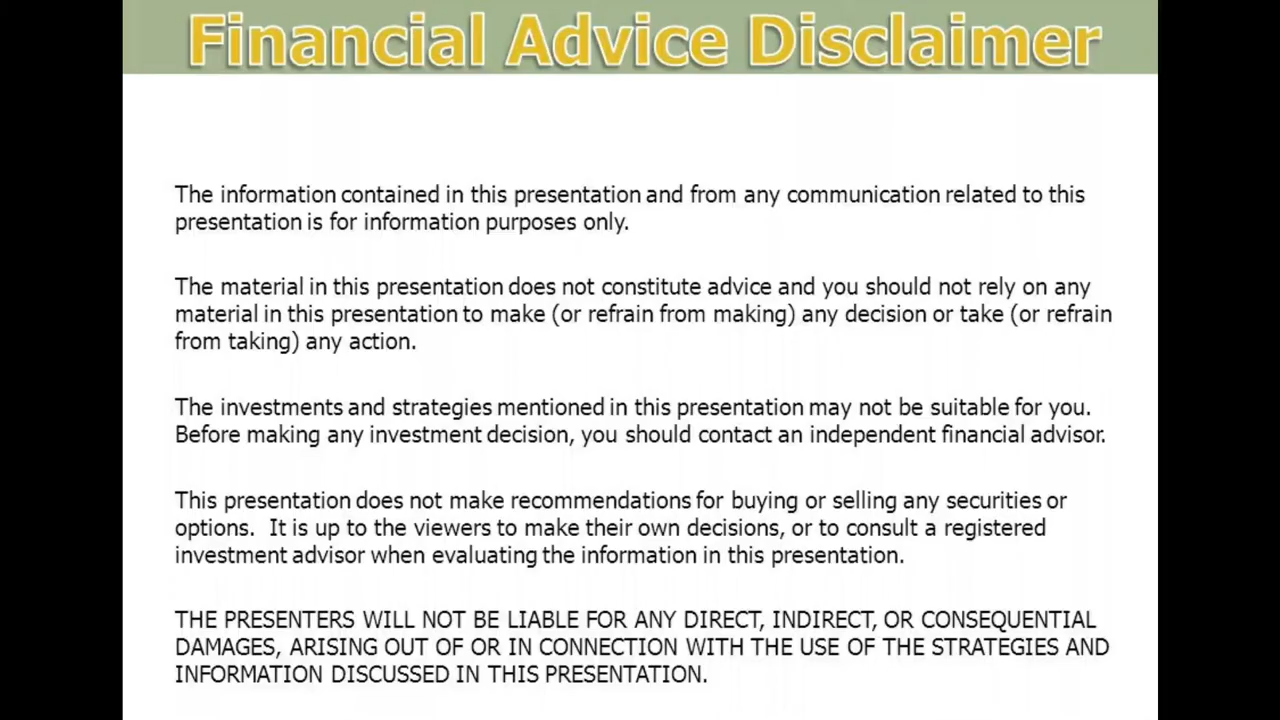 Financial Advice Disclaimer
The information contained in this presentation and from any communication related to this
presentation is for information purposes only.
The material in this presentation does not constitute advice and you should not rely on any
material in this presentation to make (or refrain from making) any decision or take (or refrain
from taking) any action.
The investments and strategies mentioned in this presentation may not be suitable for you.
Before making any investment decision, you should contact an independent financial advisor.
This presentation does not make recommendations for buying or selling any securities or
options.  It is up to the viewers to make their own decisions, or to consult a registered
investment advisor when evaluating the information in this presentation.
THE PRESENTERS WILL NOT BE LIABLE FOR ANY DIRECT, INDIRECT, OR CONSEQUENTIAL
DAMAGES, ARISING OUT OF OR IN CONNECTION WITH THE USE OF THE STRATEGIES AND
INFORMATION DISCUSSED IN THIS PRESENTATION.